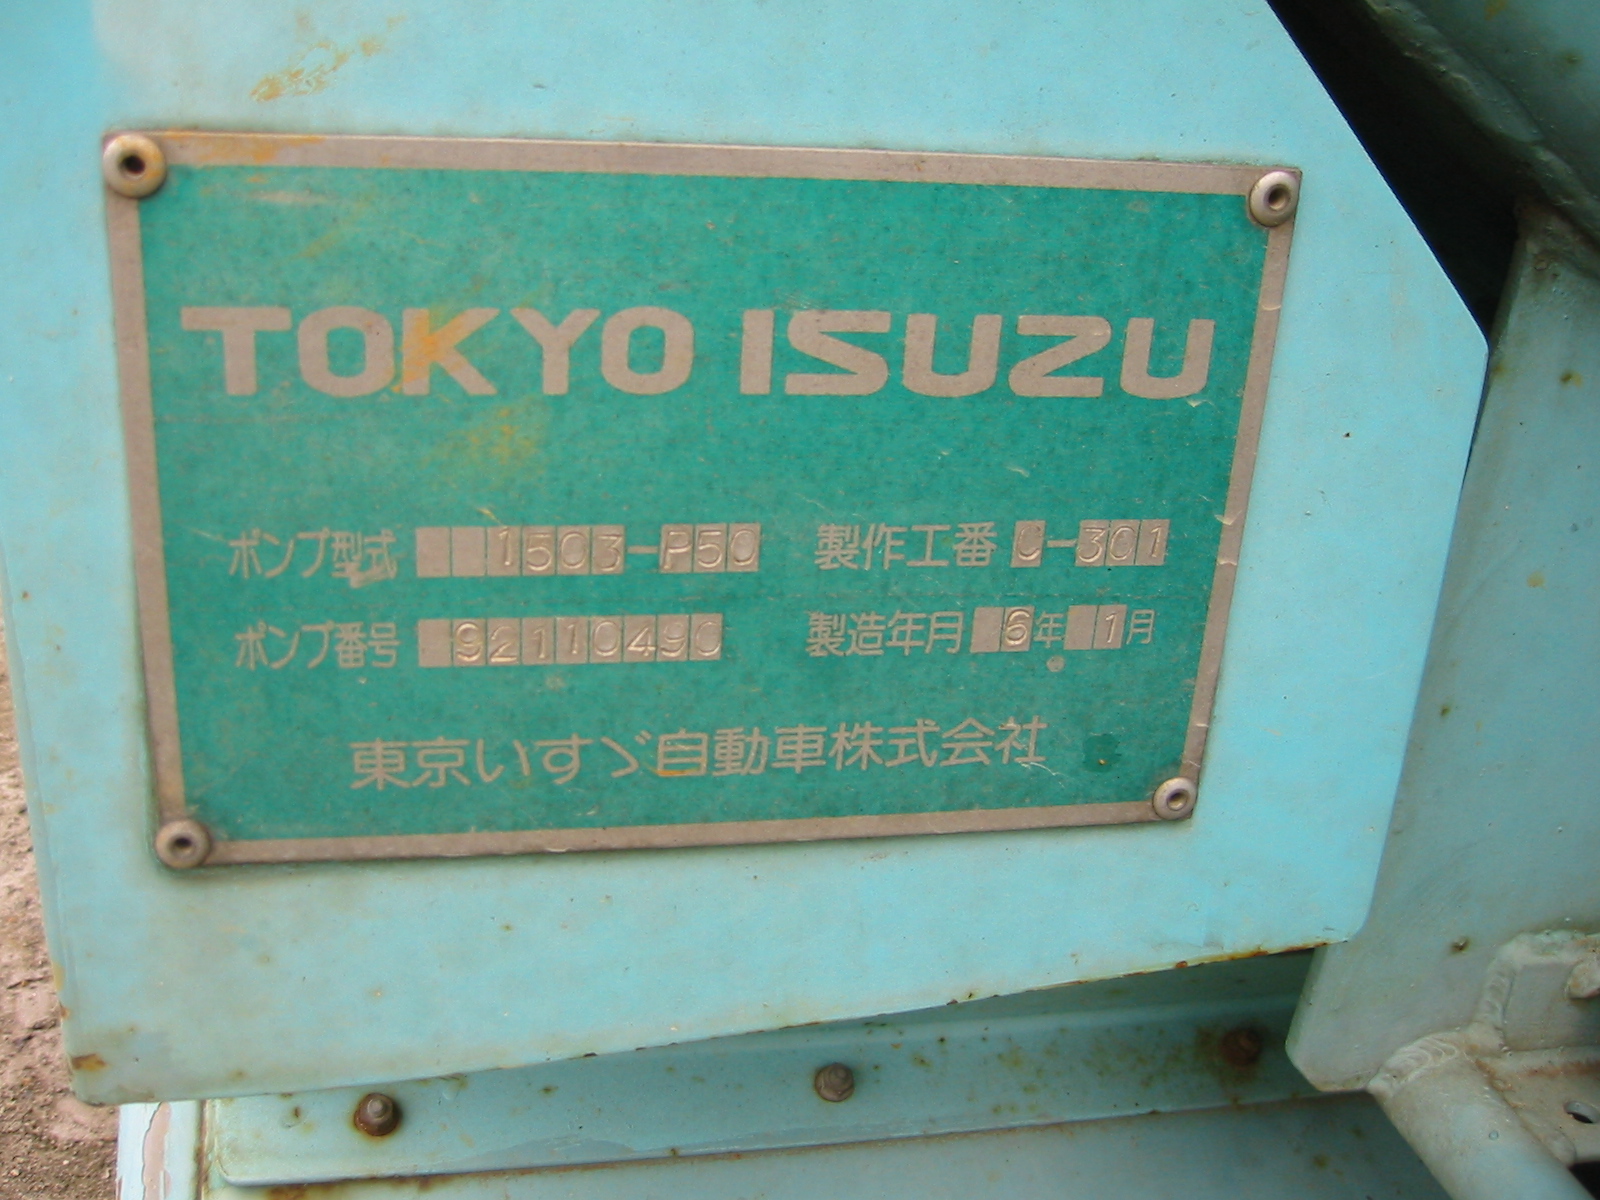 TOKYO ISUZU
ポンプ型式 1503-P50 製作工番 C-301
ポンプ番号 92110490 製造年月 6年 1月
東京いすゞ自動車株式会社